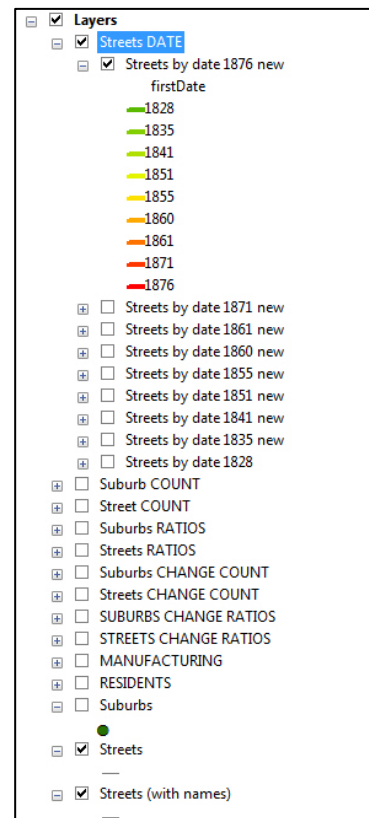 Layers
Streets DATE
Streets by date 1876 new
firstDate
1828
1835
1841
1851
1855
1860
1861
1871
1876
Streets by date 1871 new
Streets by date 1861 new
Streets by date 1860 new
Streets by date 1855 new
Streets by date 1851 new
Streets by date 1841 new
Streets by date 1835 new
Streets by date 1828
Suburb COUNT
Street COUNT
Suburbs RATIOS
Streets RATIOS
Suburbs CHANGE COUNT
Streets CHANGE COUNT
SUBURBS CHANGE RATIOS
STREETS CHANGE RATIOS
MANUFACTURING
RESIDENTS
Suburbs
Streets
Streets (with names)